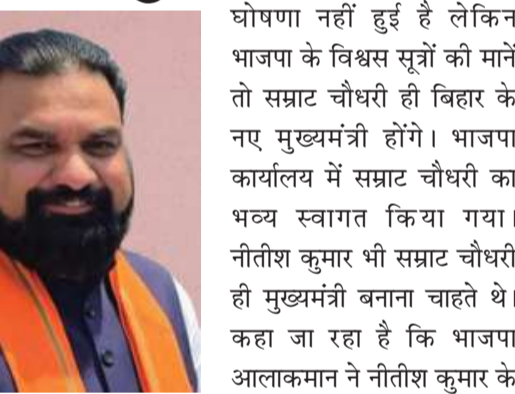 घोषणा नहीं हुई है लेकिन
भाजपा के विश्वस सूत्रों की मानें
तो सम्राट चौधरी ही बिहार के
नए मुख्यमंत्री होंगे। भाजपा
कार्यालय में सम्राट चौधरी का
भव्य स्वागत किया गया।
नीतीश कुमार भी सम्राट चौधरी
ही मुख्यमंत्री बनाना चाहते थे।
कहा जा रहा है कि भाजपा
आलाकमान ने नीतीश कुमार के